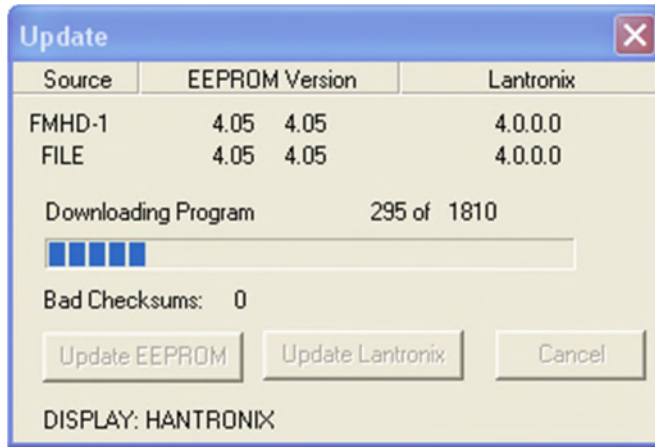 Update
Source EEPROM Version Lantronix
FMHD-1 4.05 4.05 4.0.0.0
FILE 4.05 4.05 4.0.0.0
Downloading Program 295 of 1810
Bad Checksums: 0
Update EEPROM Update Lantronix Cancel
DISPLAY: HANTRONIX